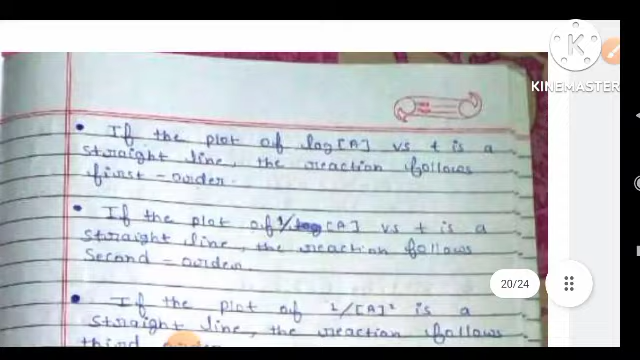 KINEMASTER
• If the plot of log[A] vs t is a
straight line, the reaction follows
first-order.
• If the plot of 1/[A] vs t is a
straight line, the reaction follows
Second-order.
20/24
• If the plot of 1/[A]² is a
straight line, the reaction follows
third order